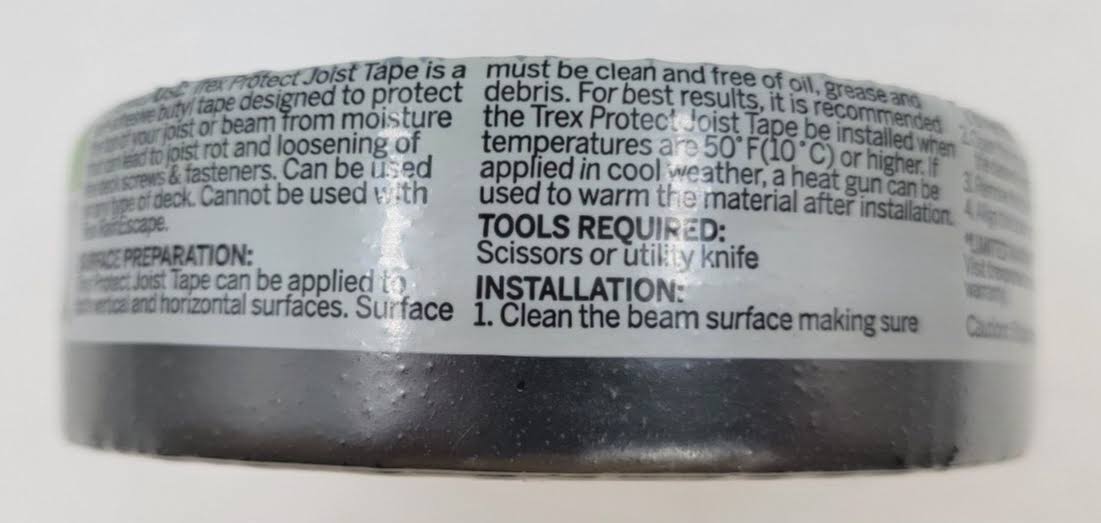 Trex Protect Joist Tape is a
butyl tape designed to protect
of your joist or beam from moisture
lead to joist rot and loosening of
screws & fasteners. Can be used
type of deck. Cannot be used with
PREPARATION:
Protect Joist Tape can be applied to
vertical and horizontal surfaces. Surface
must be clean and free of oil, grease and
debris. For best results, it is recommended
the Trex Protect Joist Tape be installed when
temperatures are 50°F(10°C) or higher. If
applied in cool weather, a heat gun can be
used to warm the material after installation.
TOOLS REQUIRED:
Scissors or utility knife
INSTALLATION:
1. Clean the beam surface making sure
2.
3.
4.